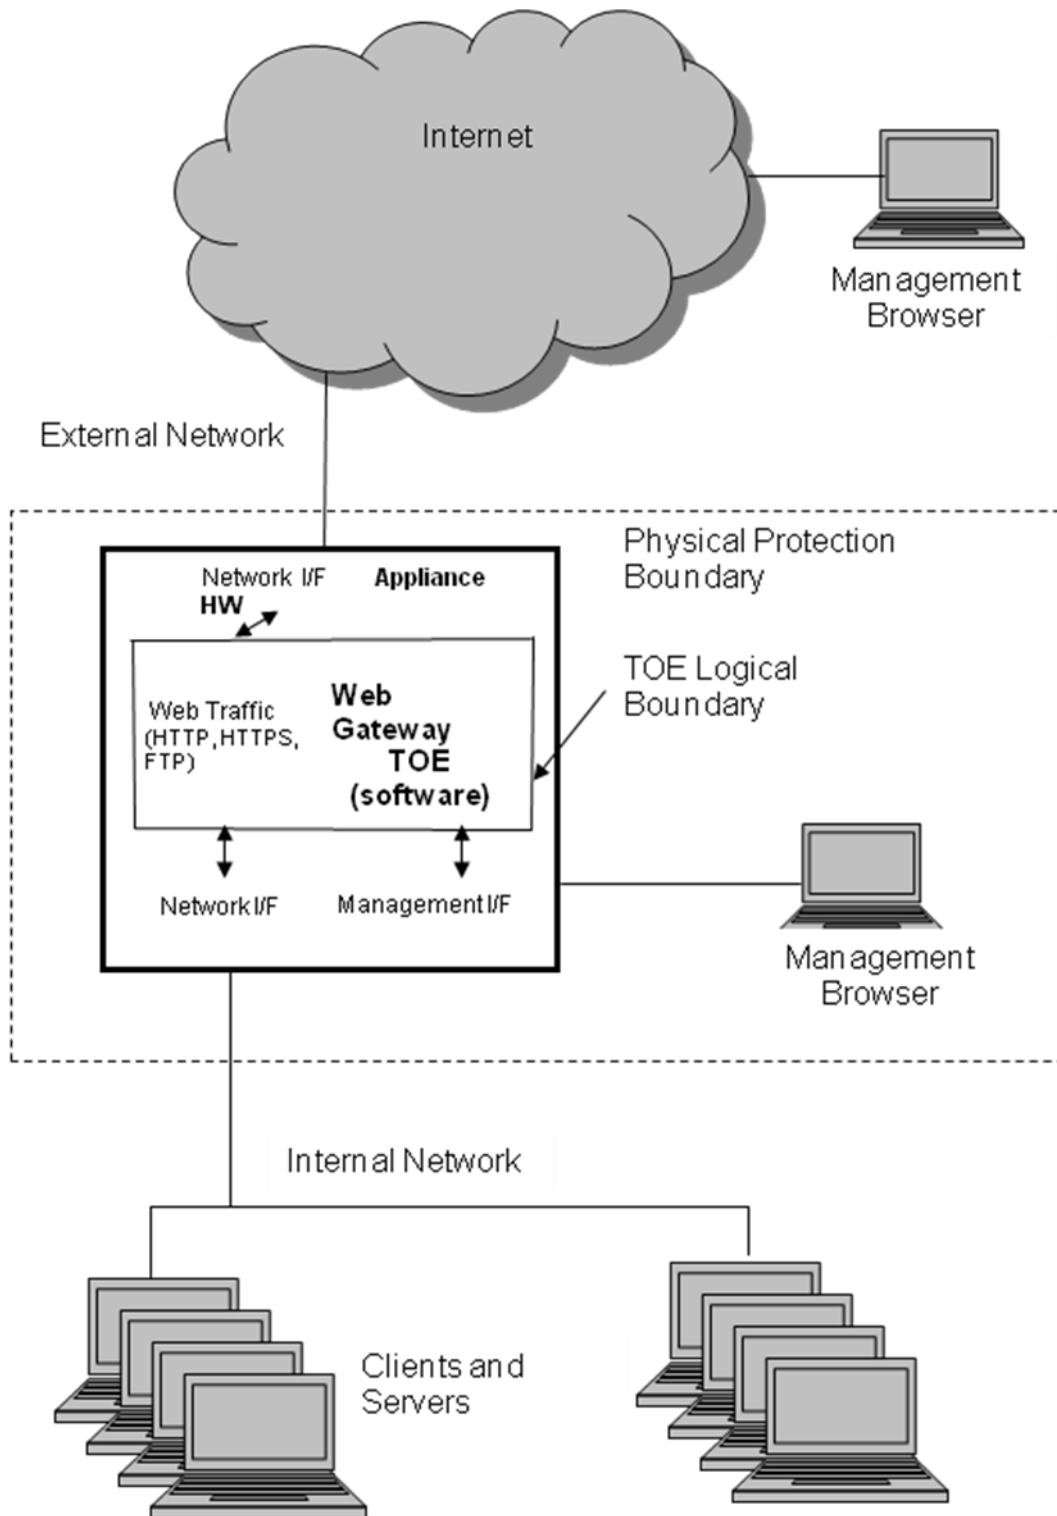 Internet
Management
Browser
External Network
Physical Protection
Boundary
Network I/F
Appliance
HW
TOE Logical
Boundary
Web Traffic
(HTTP,HTTPS,
FTP)
Web
Gateway
TOE
(software)
Network I/F
Management I/F
Management
Browser
Internal Network
Clients and
Servers